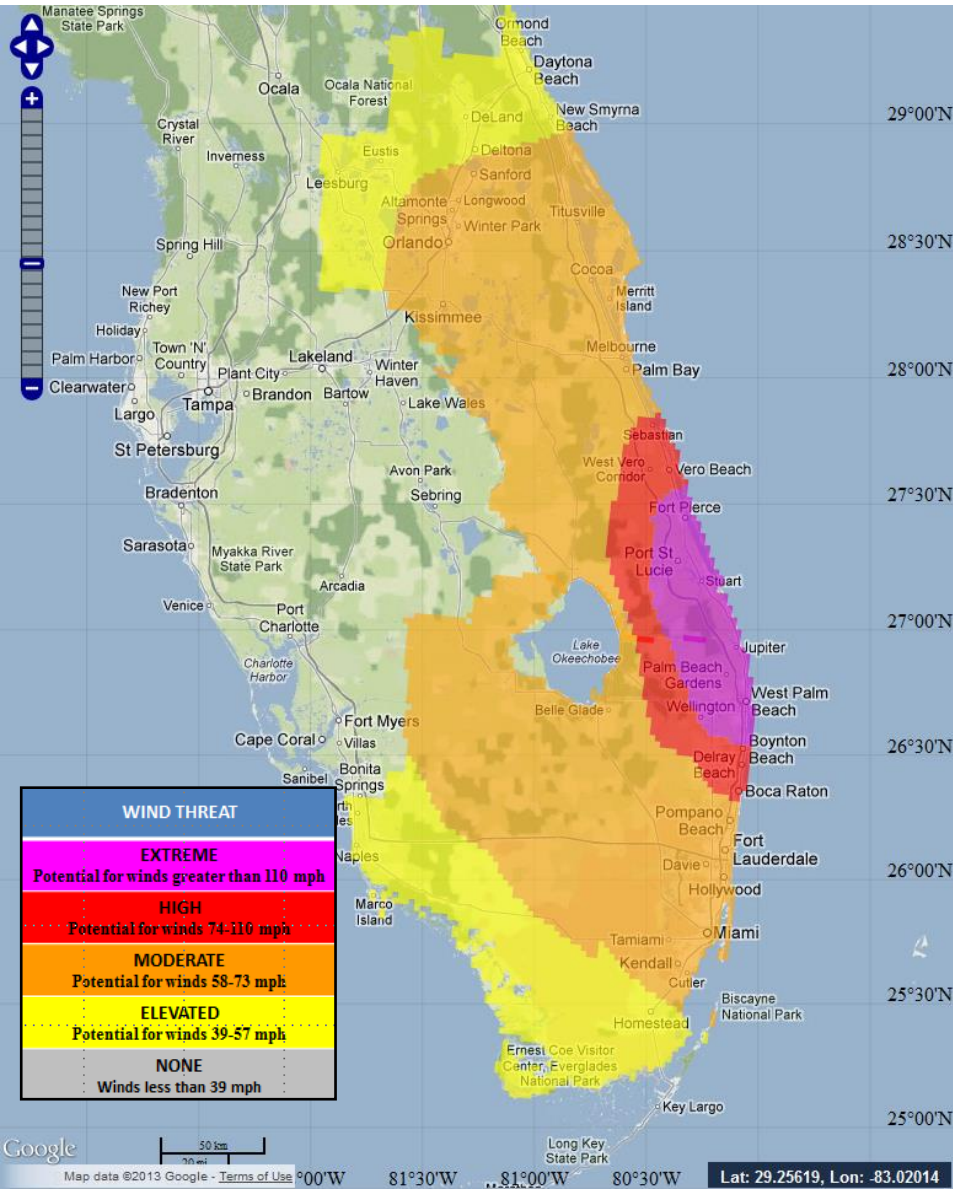 Manatee Springs
State Park
Ormond
Beach
Daytona
Beach
Ocala
Ocala National
Forest
New Smyrna
Beach
29°00'N
DeLand
Crystal
River
Inverness
Eustis
Deltona
Leesburg
Sanford
Altamonte
Springs
Longwood
Titusville
Winter Park
Spring Hill
Orlando
28°30'N
Cocoa
New Port
Richey
Merritt
Island
Holiday
Kissimmee
Palm Harbor
Town 'N'
Country
Lakeland
Melbourne
Clearwater
Plant City
Winter
Haven
Palm Bay
28°00'N
Largo
Tampa
Brandon
Bartow
Lake Wales
St Petersburg
Sebastian
Avon Park
West Vero
Corridor
Vero Beach
Bradenton
Sebring
27°30'N
Fort Pierce
Sarasota
Myakka River
State Park
Port St
Lucie
Arcadia
Stuart
Venice
Port
Charlotte
27°00'N
Lake
Okeechobee
Jupiter
Charlotte
Harbor
Palm Beach
Gardens
Wellington
West Palm
Beach
Belle Glade
Fort Myers
Cape Coral
Villas
Boynton
Beach
26°30'N
Sanibel
Bonita
Springs
Delray
Beach
Boca Raton
rth
les
Pompano
Beach
Naples
Fort
Lauderdale
Davie
26°00'N
Hollywood
Marco
Island
Tamiami
Miami
Kendall
Cutler
25°30'N
Biscayne
National Park
Homestead
Ernest Coe Visitor
Center, Everglades
National Park
Key Largo
25°00'N
Long Key
State Park
WIND THREAT
EXTREME
Potential for winds greater than 110 mph
HIGH
Potential for winds 74-110 mph
MODERATE
Potential for winds 58-73 mph
ELEVATED
Potential for winds 39-57 mph
NONE
Winds less than 39 mph
Google
50 km
20 mi
Map data ©2013 Google - Terms of Use
°00'W
81°30'W
81°00'W
80°30'W
Marathon
Lat: 29.25619, Lon: -83.02014